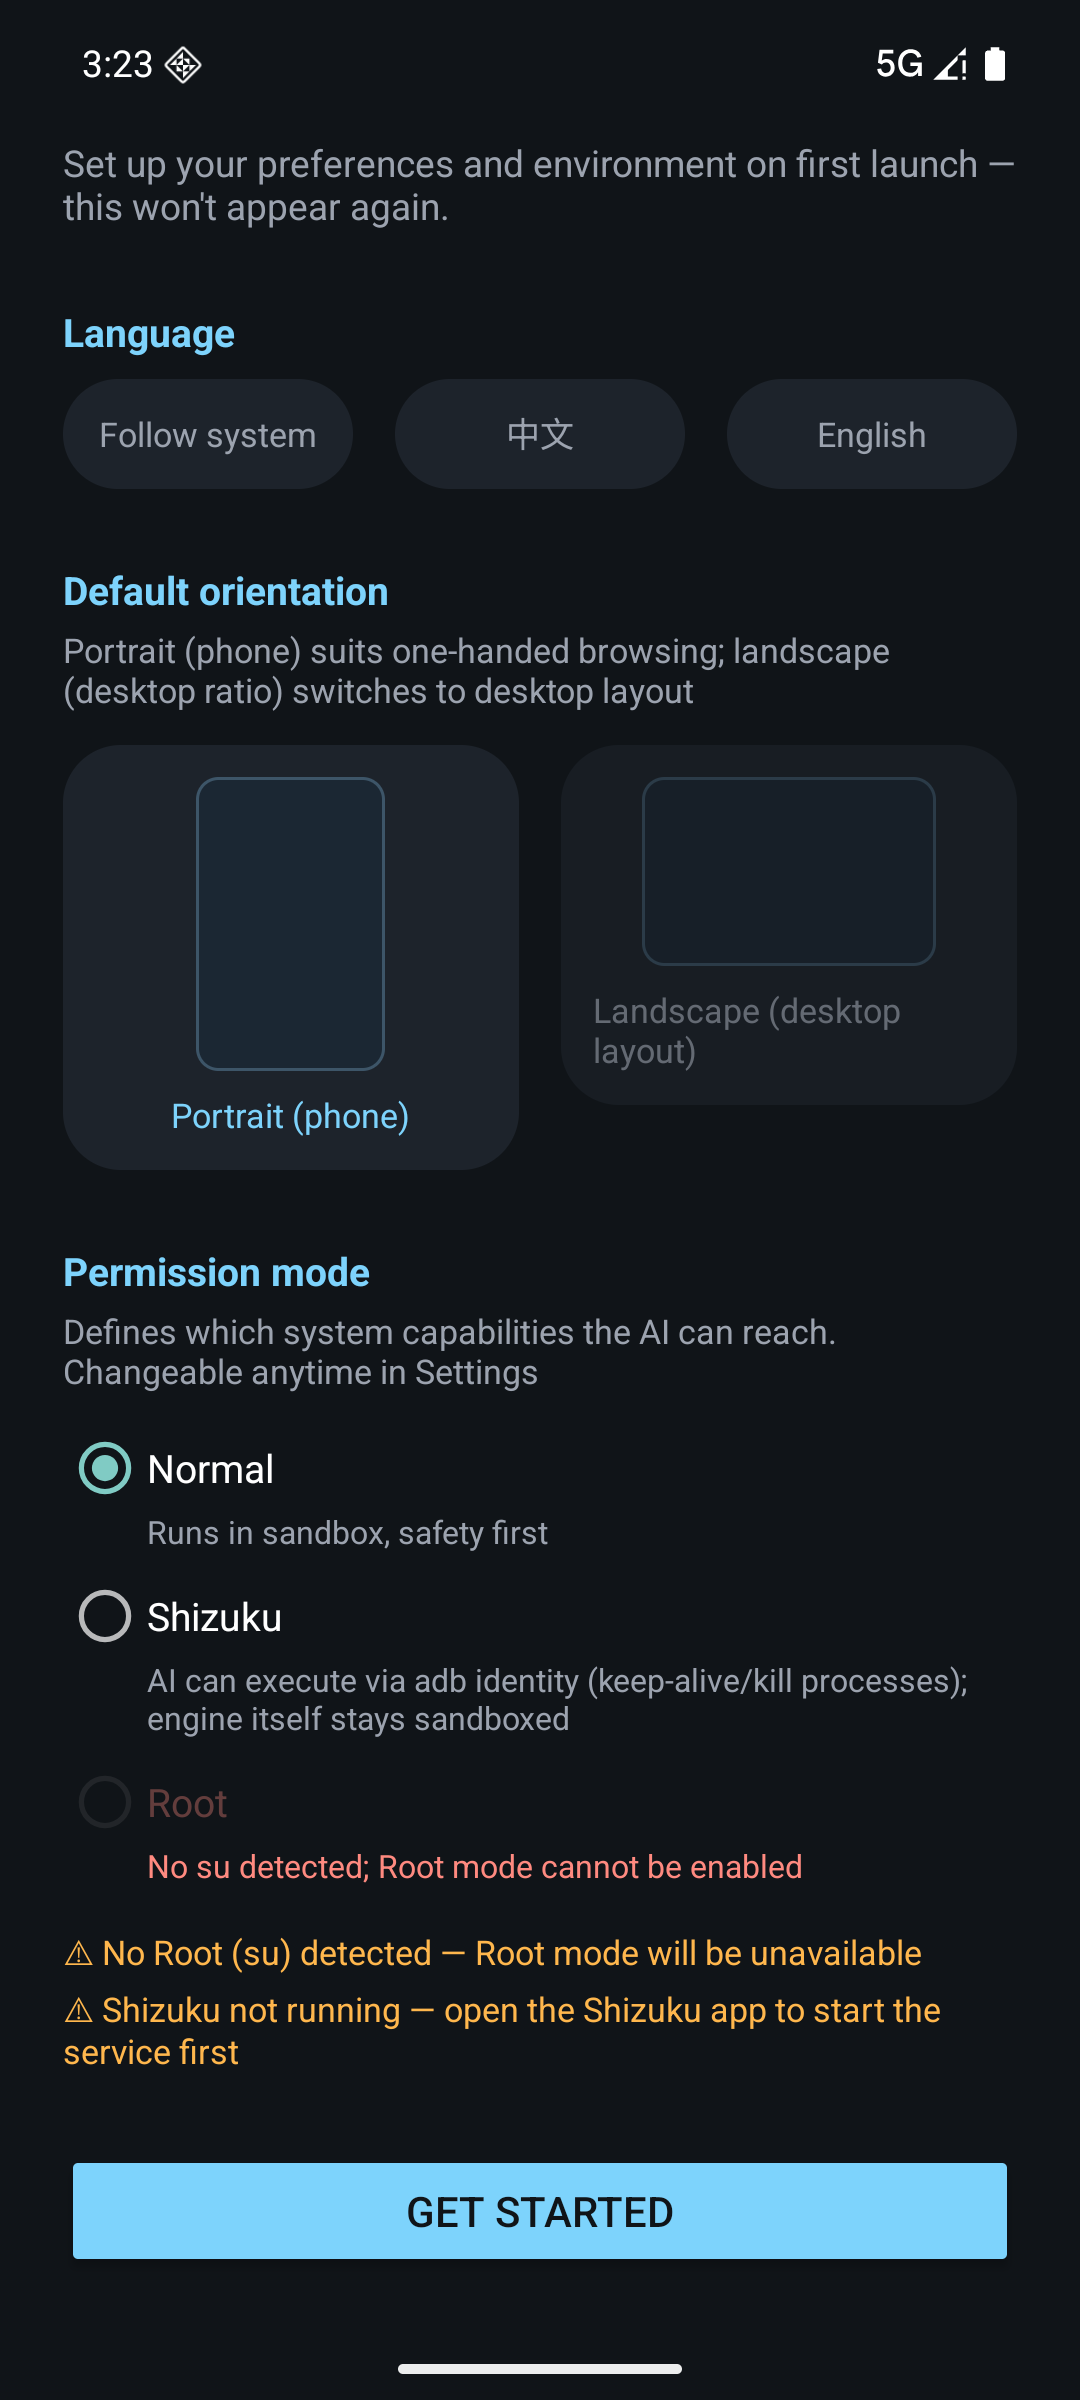 3:23
5G
Set up your preferences and environment on first launch —
this won't appear again.
Language
Follow system
中文
English
Default orientation
Portrait (phone) suits one-handed browsing; landscape
(desktop ratio) switches to desktop layout
Portrait (phone)
Landscape (desktop
layout)
Permission mode
Defines which system capabilities the AI can reach.
Changeable anytime in Settings
Normal
Runs in sandbox, safety first
Shizuku
AI can execute via adb identity (keep-alive/kill processes);
engine itself stays sandboxed
Root
No su detected; Root mode cannot be enabled
⚠ No Root (su) detected — Root mode will be unavailable
⚠ Shizuku not running — open the Shizuku app to start the
service first
GET STARTED